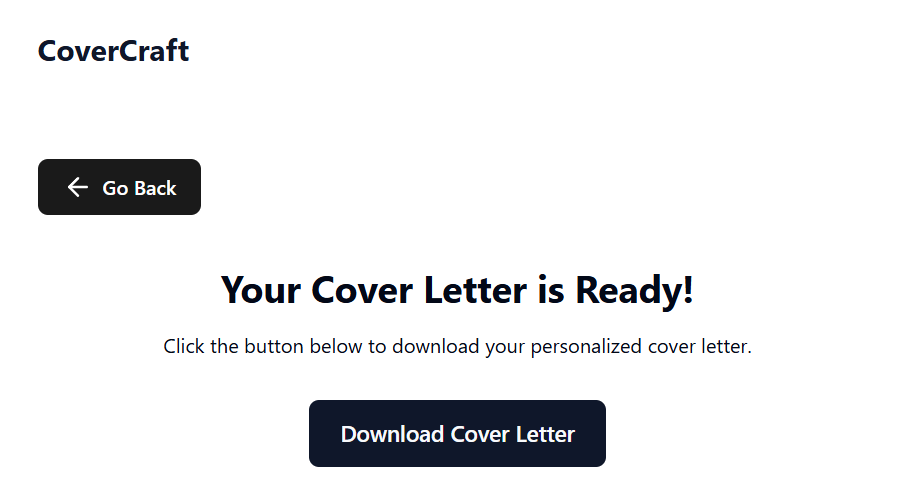 CoverCraft
Go Back
Your Cover Letter is Ready!
Click the button below to download your personalized cover letter.
Download Cover Letter